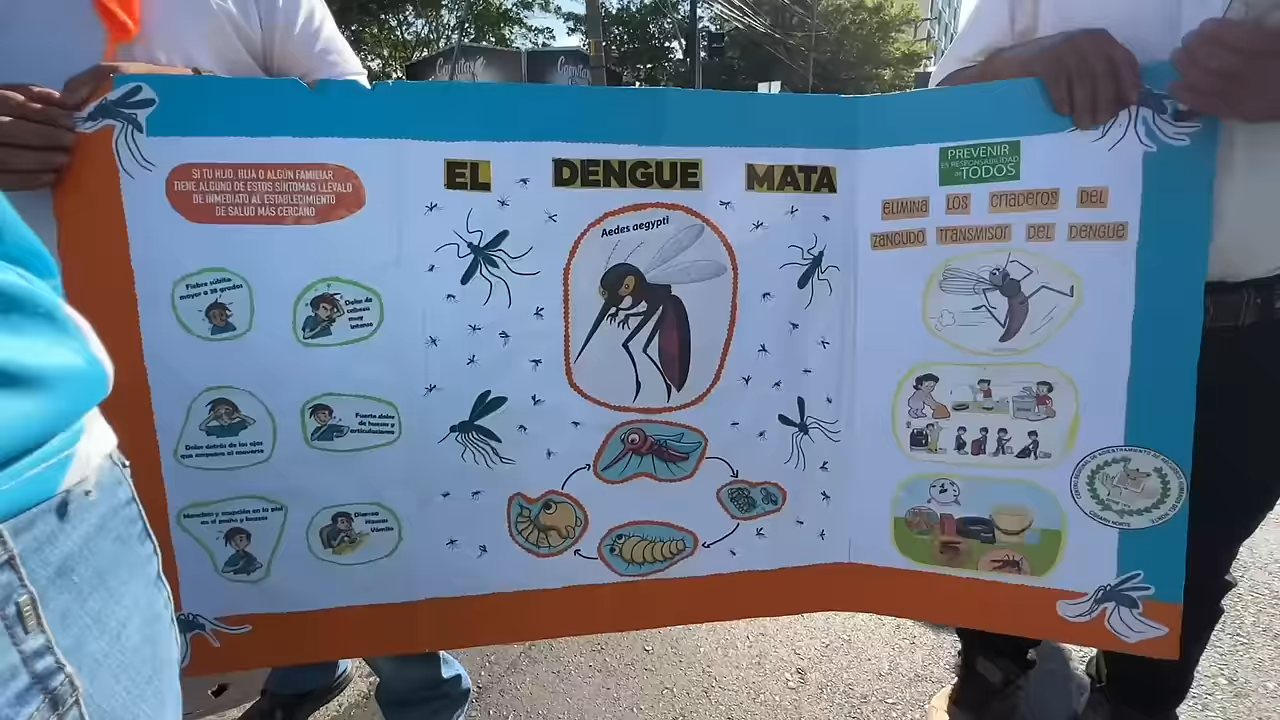 SI TU HIJO, HIJA O ALGÚN FAMILIAR
TIENE ALGUNO DE ESTOS SÍNTOMAS LLÉVALO
DE INMEDIATO AL ESTABLECIMIENTO
DE SALUD MÁS CERCANO
Fiebre súbita
mayor a 38 grados
Dolor de
cabeza
muy
intenso
Dolor detrás de los ojos
que empeora al moverse
Fuerte dolor
de huesos y
articulaciones
Manchas y erupción en la piel
en el pecho y brazos
Diarrea
Náusea
Vómito
EL DENGUE MATA
Aedes aegypti
PREVENIR
ES RESPONSABILIDAD
DE TODOS
ELIMINA LOS CRIADEROS DEL
ZANCUDO TRANSMISOR DEL DENGUE